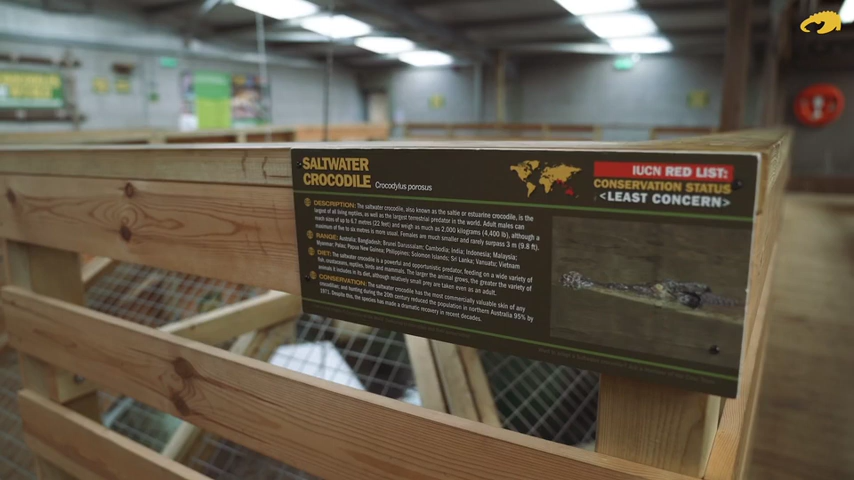 SALTWATER
CROCODILE Crocodylus porosus
DESCRIPTION: The saltwater crocodile, also known as the saltie or estuarine crocodile, is the
largest of all living reptiles, as well as the largest terrestrial predator in the world. Adult males can
reach sizes of up to 6.7 metres (22 feet) and weigh as much as 2,000 kilograms (4,400 lb), although a
maximum of five to six metres is more usual. Females are much smaller and rarely surpass 3 m (9.8 ft).
RANGE: Australia; Bangladesh; Brunei Darussalam; Cambodia; India; Indonesia; Malaysia;
Myanmar; Palau; Papua New Guinea; Philippines; Solomon Islands; Sri Lanka; Vanuatu; Vietnam
DIET: The saltwater crocodile is a powerful and opportunistic predator, feeding on a wide variety of
fish, crustaceans, reptiles, birds and mammals. The larger the animal grows, the greater the variety of
animals it includes in its diet, although relatively small prey are taken even as an adult.
CONSERVATION: The saltwater crocodile has the most commercially valuable skin of any
crocodilian, and hunting during the 20th century reduced the population in northern Australia 95% by
1971. Despite this, the species has made a dramatic recovery in recent decades.
IUCN RED LIST:
CONSERVATION STATUS
<LEAST CONCERN>